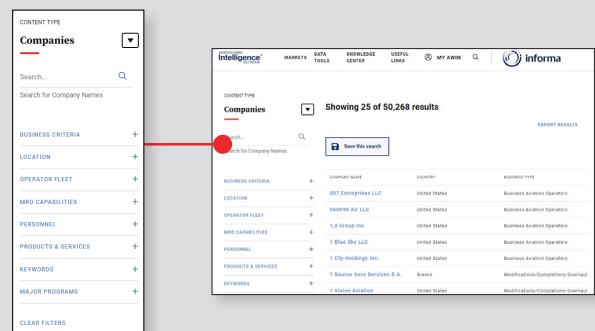 CONTENT TYPE
Companies
Search...
Search for Company Names
BUSINESS CRITERIA +
LOCATION +
OPERATOR FLEET +
MRO CAPABILITIES +
PERSONNEL +
PRODUCTS & SERVICES +
KEYWORDS +
MAJOR PROGRAMS +
CLEAR FILTERS
Intelligence
MARKETS DATA TOOLS KNOWLEDGE CENTER USEFUL LINKS MY AWIN
informa
CONTENT TYPE
Companies
Showing 25 of 50,268 results
EXPORT RESULTS
Search for Company Names
Save this search
BUSINESS CRITERIA +
LOCATION +
OPERATOR FLEET +
MRO CAPABILITIES +
PERSONNEL +
PRODUCTS & SERVICES +
KEYWORDS +
COMPANY NAME COUNTRY BUSINESS TYPE
007 Enterprises LLC United States Business Aviation Operators
060698 Air LLC United States Business Aviation Operators
1,4 Group Inc. United States Business Aviation Operators
1 Blue Sky LLC United States Business Aviation Operators
1 Cfp Holdings Inc. United States Business Aviation Operators
1 Source Aero Services S.A. Greece Modifications/Completions/Overhaul
1 Vision Aviation United States Modifications/Completions/Overhaul